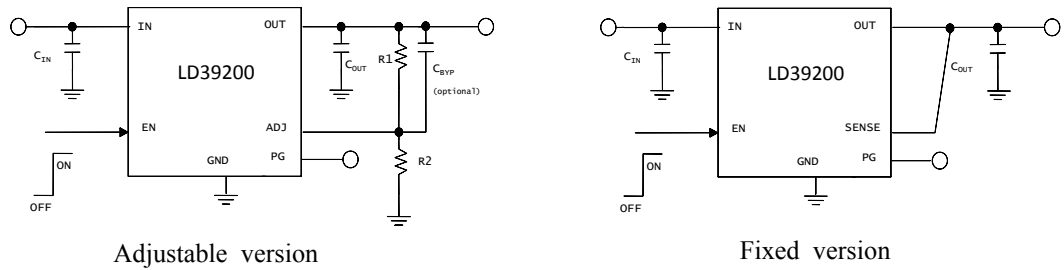 IN
OUT
C_IN
LD39200
C_OUT
R1
C_BYP
(optional)
EN
ADJ
GND
PG
R2
ON
OFF
Adjustable version
IN
OUT
C_IN
LD39200
C_OUT
EN
SENSE
GND
PG
ON
OFF
Fixed version